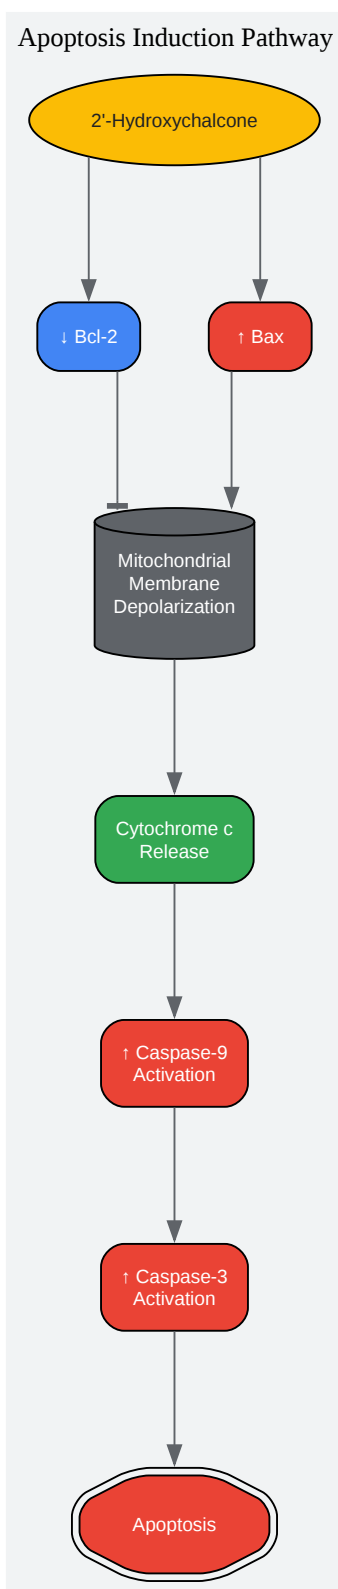 Apoptosis Induction Pathway
2'-Hydroxychalcone
↓ Bcl-2
↑ Bax
Mitochondrial
Membrane
Depolarization
Cytochrome c
Release
↑ Caspase-9
Activation
↑ Caspase-3
Activation
Apoptosis